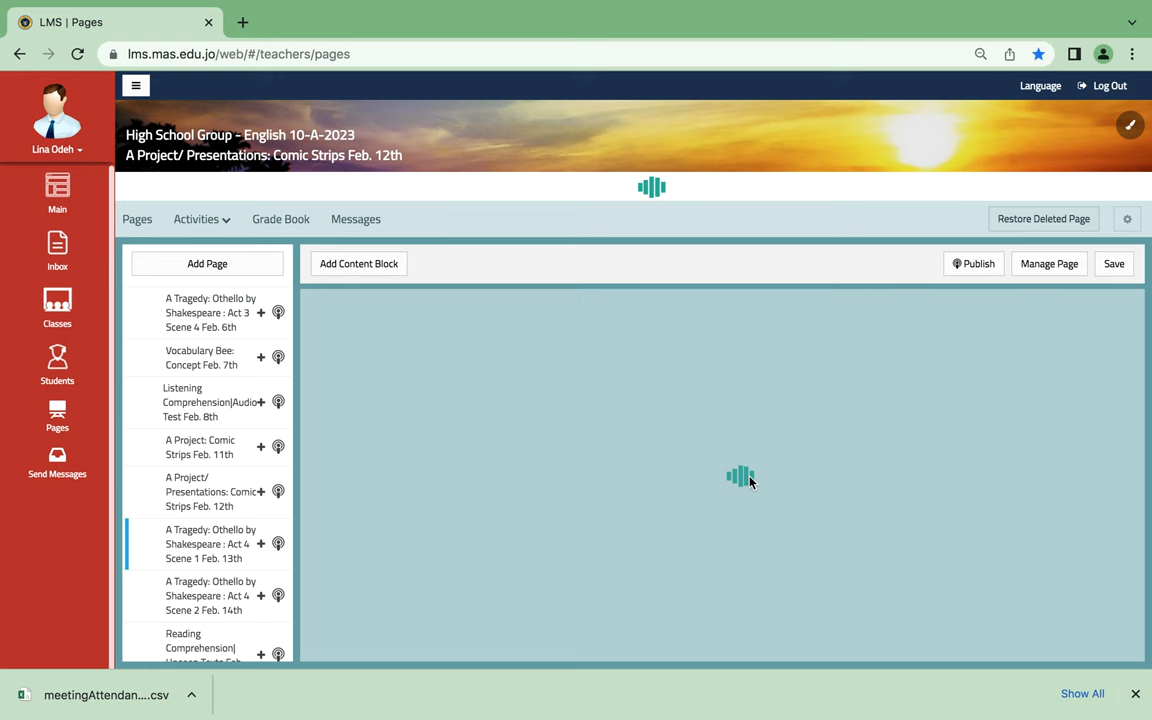 LMS | Pages
lms.mas.edu.jo/web/#/teachers/pages
Language
Log Out
High School Group - English 10-A-2023
A Project/ Presentations: Comic Strips Feb. 12th
Lina Odeh
Main
Inbox
Classes
Students
Pages
Send Messages
Pages
Activities
Grade Book
Messages
Restore Deleted Page
Add Page
Add Content Block
Publish
Manage Page
Save
A Tragedy: Othello by
Shakespeare : Act 3
Scene 4 Feb. 6th
Vocabulary Bee:
Concept Feb. 7th
Listening
Comprehension|Audio
Test Feb. 8th
A Project: Comic
Strips Feb. 11th
A Project/
Presentations: Comic
Strips Feb. 12th
A Tragedy: Othello by
Shakespeare : Act 4
Scene 1 Feb. 13th
A Tragedy: Othello by
Shakespeare : Act 4
Scene 2 Feb. 14th
Reading
Comprehension|
meetingAttendan....csv
Show All